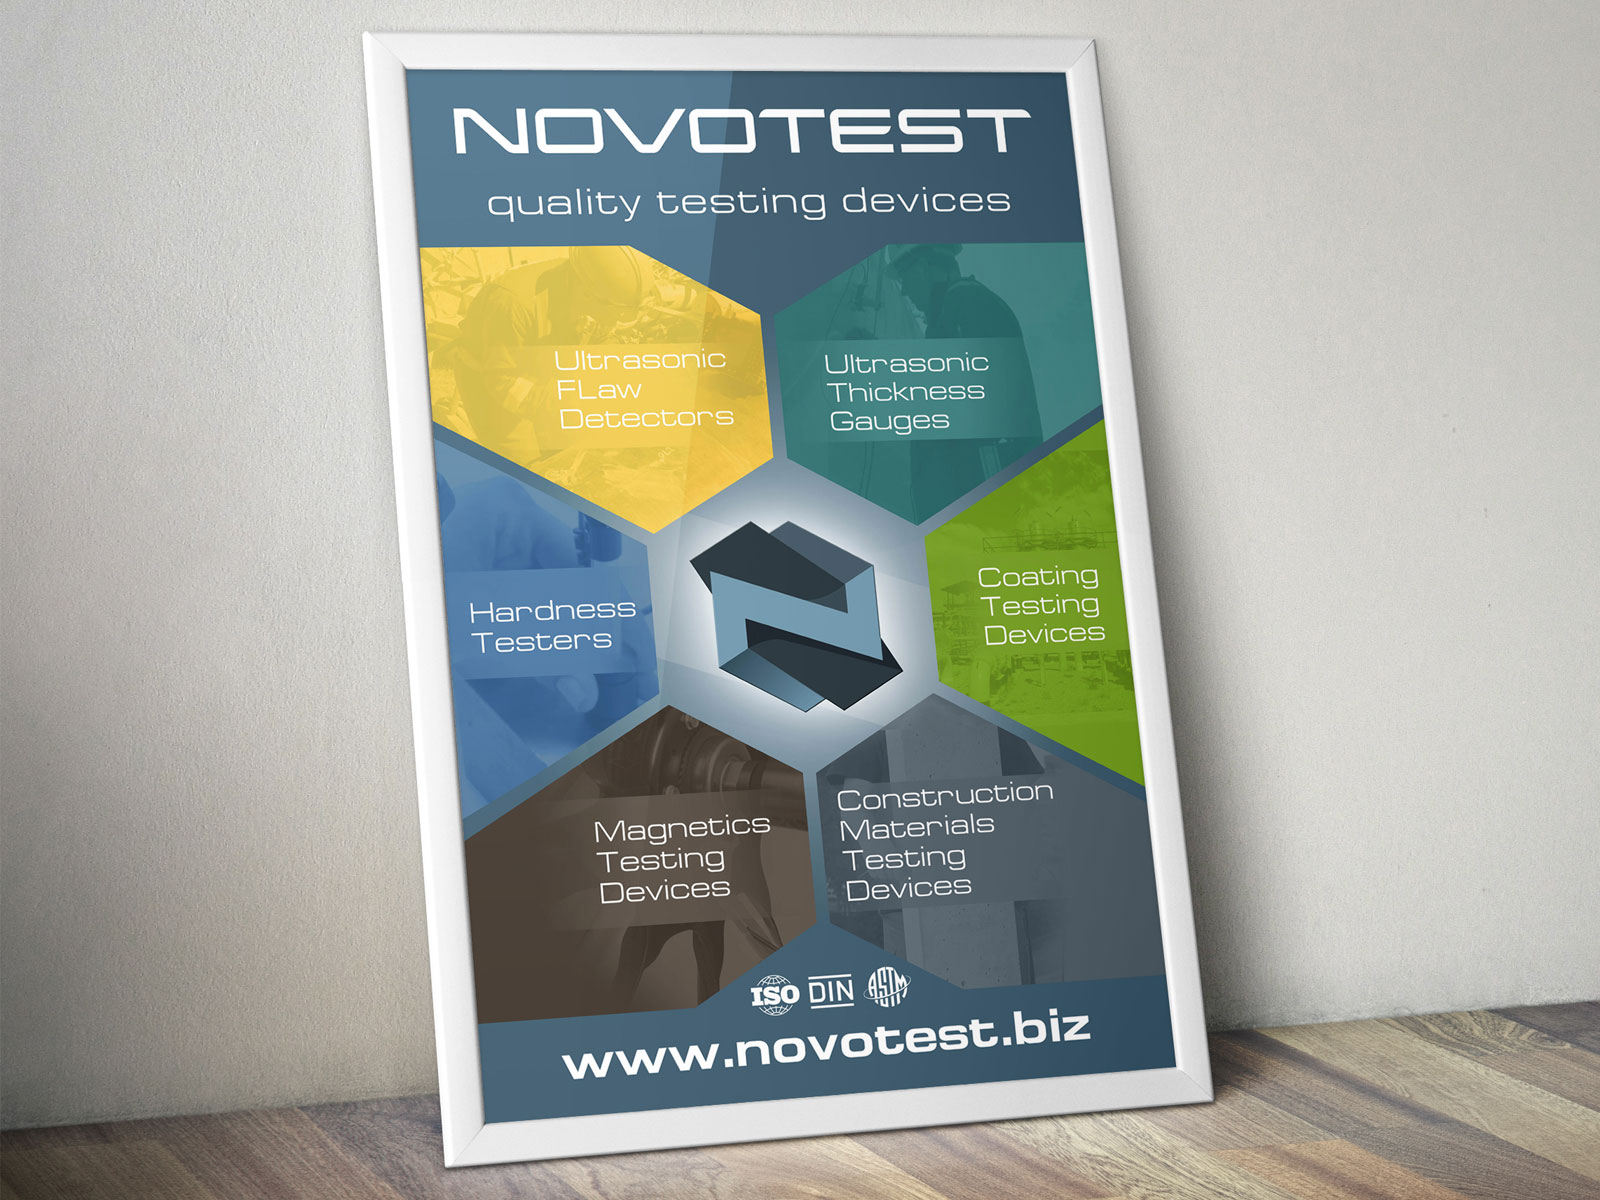 NOVOTEST
quality testing devices
Ultrasonic
FLaw
Detectors
Ultrasonic
Thickness
Gauges
Hardness
Testers
Coating
Testing
Devices
Magnetics
Testing
Devices
Construction
Materials
Testing
Devices
ISO DIN ASTM
www.novotest.biz